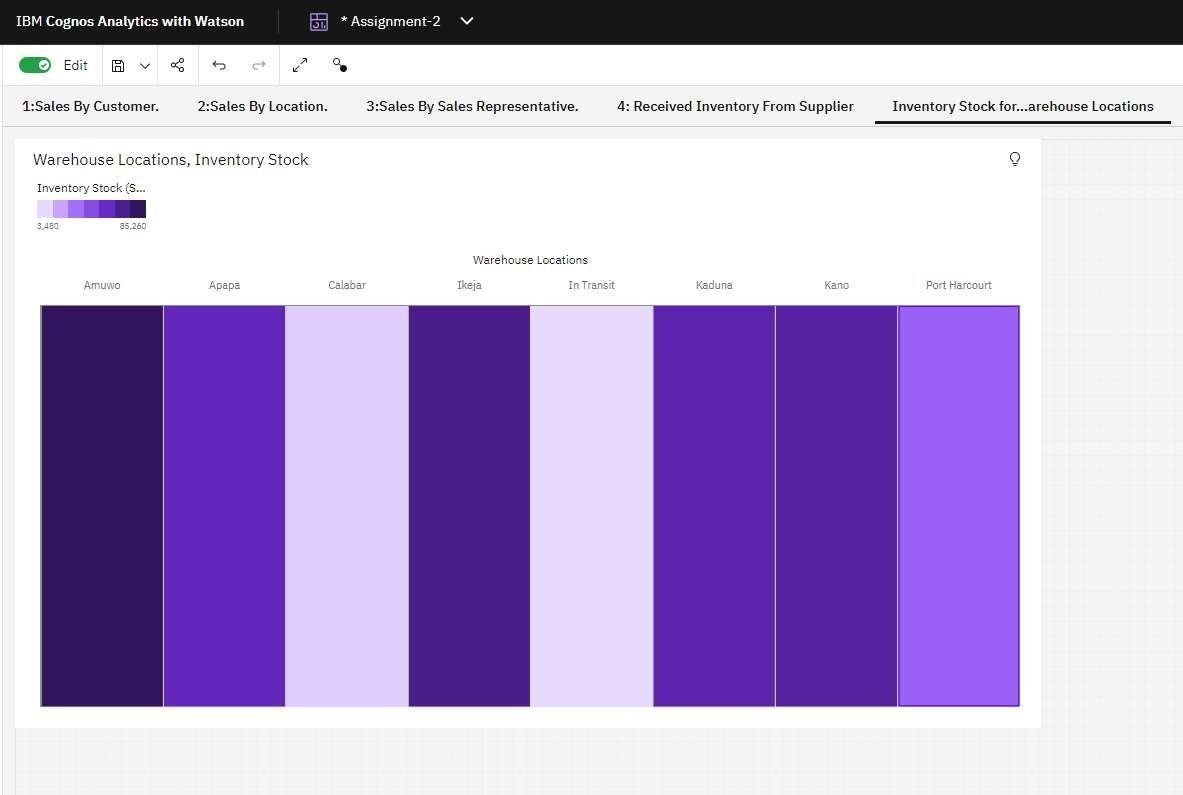 IBM Cognos Analytics with Watson
* Assignment-2
Edit
1:Sales By Customer.
2:Sales By Location.
3:Sales By Sales Representative.
4: Received Inventory From Supplier
Inventory Stock for...arehouse Locations
Warehouse Locations, Inventory Stock
Inventory Stock (S...
3,480 85,260
Warehouse Locations
Amuwo Apapa Calabar Ikeja In Transit Kaduna Kano Port Harcourt